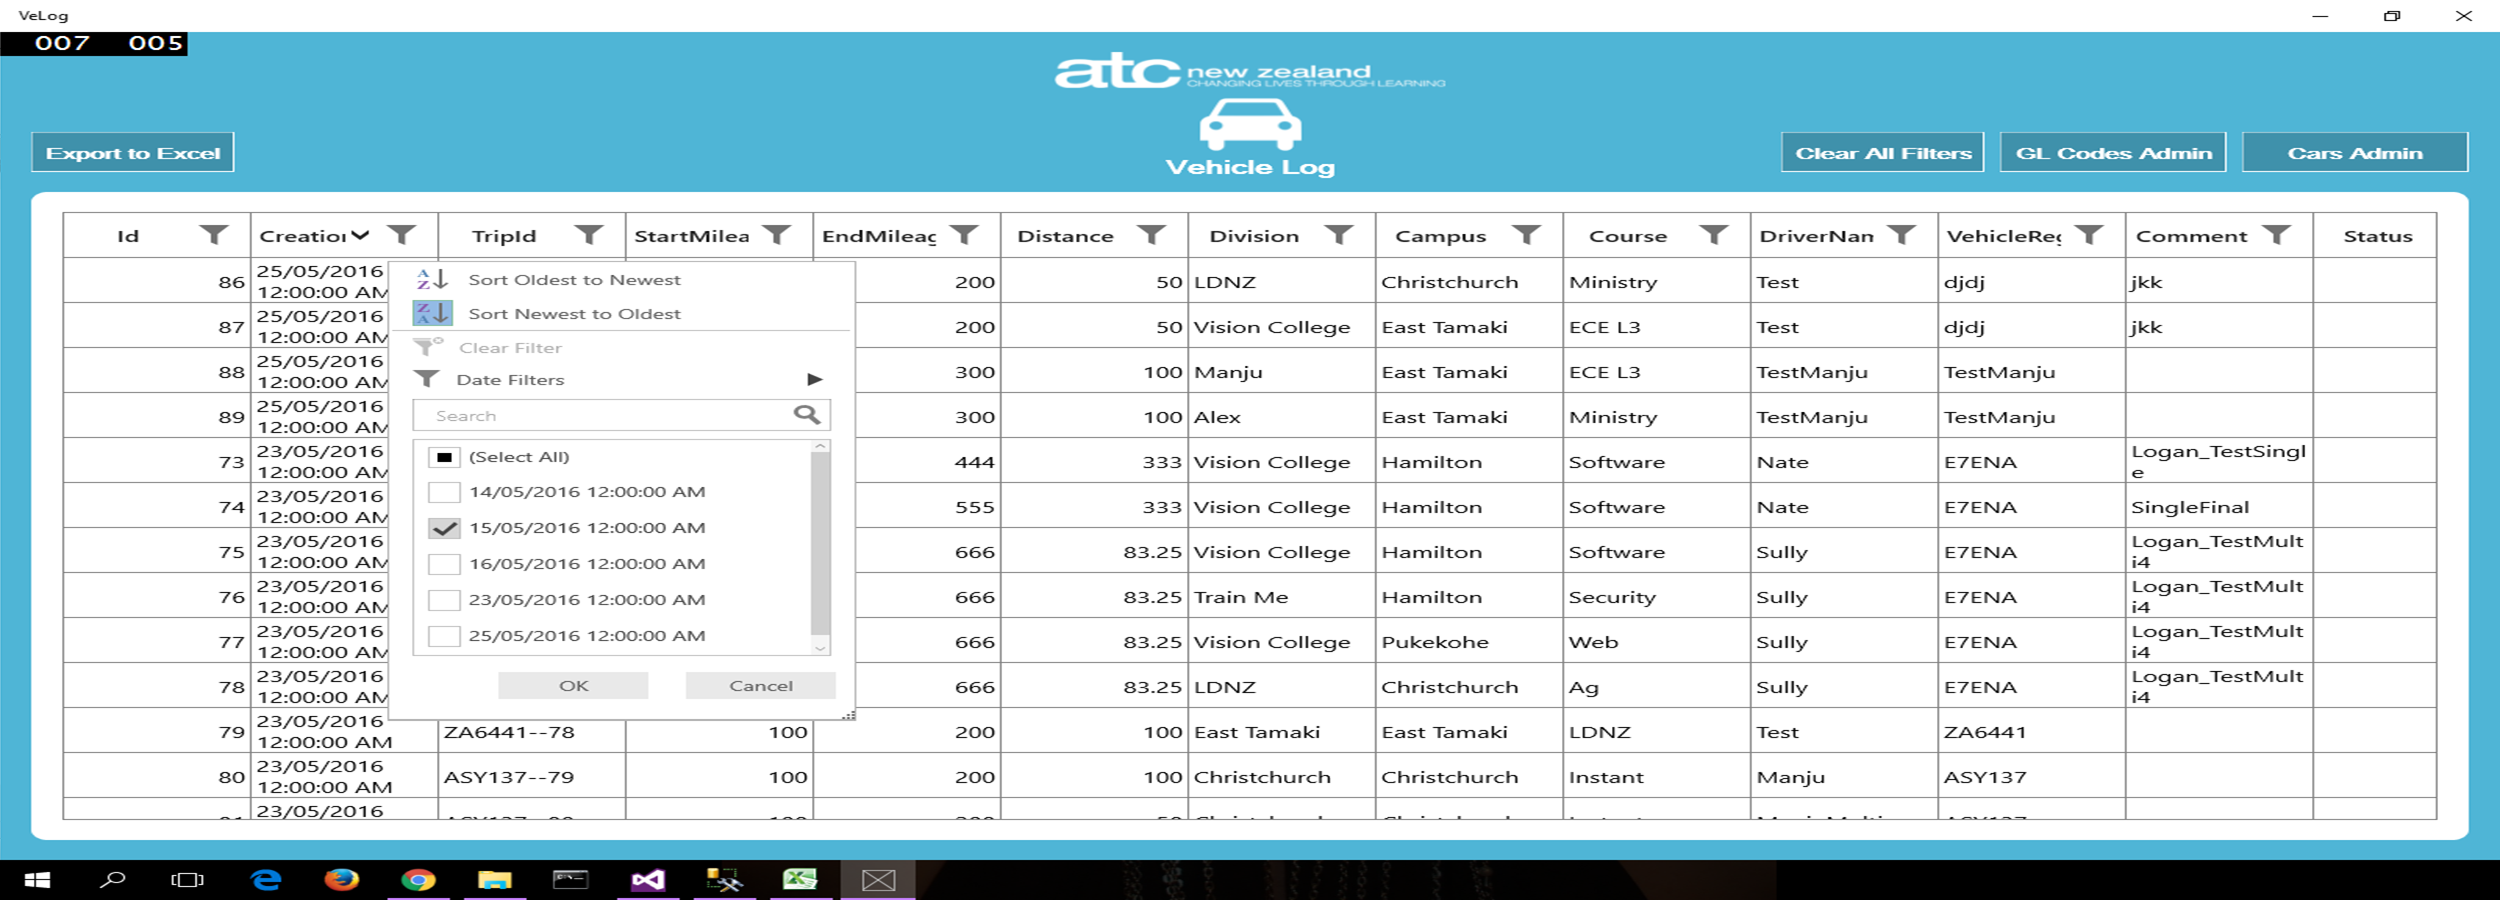 VeLog
007 005
atc new zealand
CHANGING LIVES THROUGH LEARNING
Export to Excel
Vehicle Log
Clear All Filters
GL Codes Admin
Cars Admin
Id Creation TripId StartMilea EndMileag Distance Division Campus Course DriverNan VehicleReg Comment Status
86 25/05/2016 12:00:00 AM 200 50 LDNZ Christchurch Ministry Test djdj jkk
87 25/05/2016 12:00:00 AM 200 50 Vision College East Tamaki ECE L3 Test djdj jkk
88 25/05/2016 12:00:00 AM 300 100 Manju East Tamaki ECE L3 TestManju TestManju
89 25/05/2016 12:00:00 AM 300 100 Alex East Tamaki Ministry TestManju TestManju
73 23/05/2016 12:00:00 AM 444 333 Vision College Hamilton Software Nate E7ENA Logan_TestSingle
74 23/05/2016 12:00:00 AM 555 333 Vision College Hamilton Software Nate E7ENA SingleFinal
75 23/05/2016 12:00:00 AM 666 83.25 Vision College Hamilton Software Sully E7ENA Logan_TestMulti4
76 23/05/2016 12:00:00 AM 666 83.25 Train Me Hamilton Security Sully E7ENA Logan_TestMulti4
77 23/05/2016 12:00:00 AM 666 83.25 Vision College Pukekohe Web Sully E7ENA Logan_TestMulti4
78 23/05/2016 12:00:00 AM 666 83.25 LDNZ Christchurch Ag Sully E7ENA Logan_TestMulti4
79 23/05/2016 12:00:00 AM ZA6441--78 100 200 100 East Tamaki East Tamaki LDNZ Test ZA6441
80 23/05/2016 12:00:00 AM ASY137--79 100 200 100 Christchurch Christchurch Instant Manju ASY137
23/05/2016
Sort Oldest to Newest
Sort Newest to Oldest
Clear Filter
Date Filters
Search
(Select All)
14/05/2016 12:00:00 AM
15/05/2016 12:00:00 AM
16/05/2016 12:00:00 AM
23/05/2016 12:00:00 AM
25/05/2016 12:00:00 AM
OK
Cancel